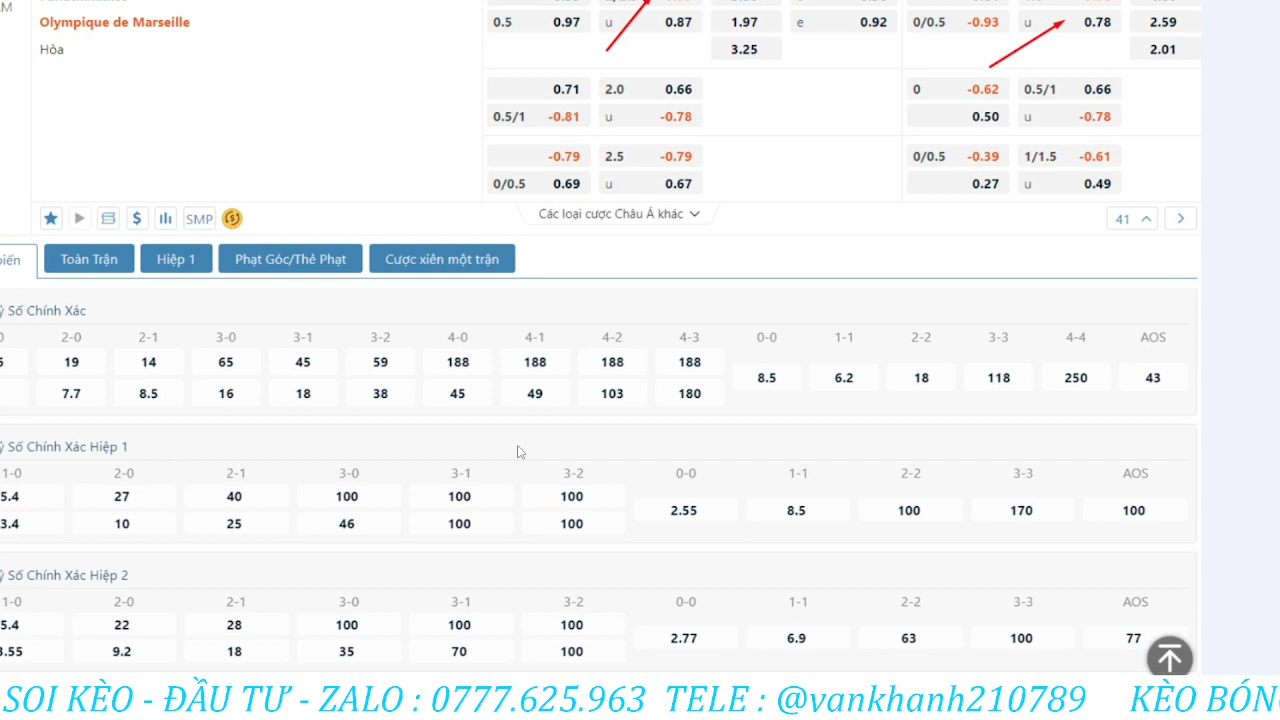 AM
Olympique de Marseille 0.5 0.97 u 0.87 1.97 e 0.92 0/0.5 -0.93 u 0.78 2.59
Hòa 3.25 2.01
0.71 2.0 0.66 0 -0.62 0.5/1 0.66
0.5/1 -0.81 u -0.78 0.50 u -0.78
-0.79 2.5 -0.79 0/0.5 -0.39 1/1.5 -0.61
0/0.5 0.69 u 0.67 0.27 u 0.49
$ SMP Các loại cược Châu Á khác 41
biến Toàn Trận Hiệp 1 Phạt Góc/Thẻ Phạt Cược xiên một trận
ỷ Số Chính Xác
0 2-0 2-1 3-0 3-1 3-2 4-0 4-1 4-2 4-3 0-0 1-1 2-2 3-3 4-4 AOS
19 14 65 45 59 188 188 188 188
8.5 6.2 18 118 250 43
7.7 8.5 16 18 38 45 49 103 180
ỷ Số Chính Xác Hiệp 1
1-0 2-0 2-1 3-0 3-1 3-2 0-0 1-1 2-2 3-3 AOS
5.4 27 40 100 100 100
2.55 8.5 100 170 100
3.4 10 25 46 100 100
ỷ Số Chính Xác Hiệp 2
1-0 2-0 2-1 3-0 3-1 3-2 0-0 1-1 2-2 3-3 AOS
5.4 22 28 100 100 100
2.77 6.9 63 100 77
3.55 9.2 18 35 70 100
SOI KÈO - ĐẦU TƯ - ZALO : 0777.625.963 TELE : @vankhanh210789 KÈO BÓN